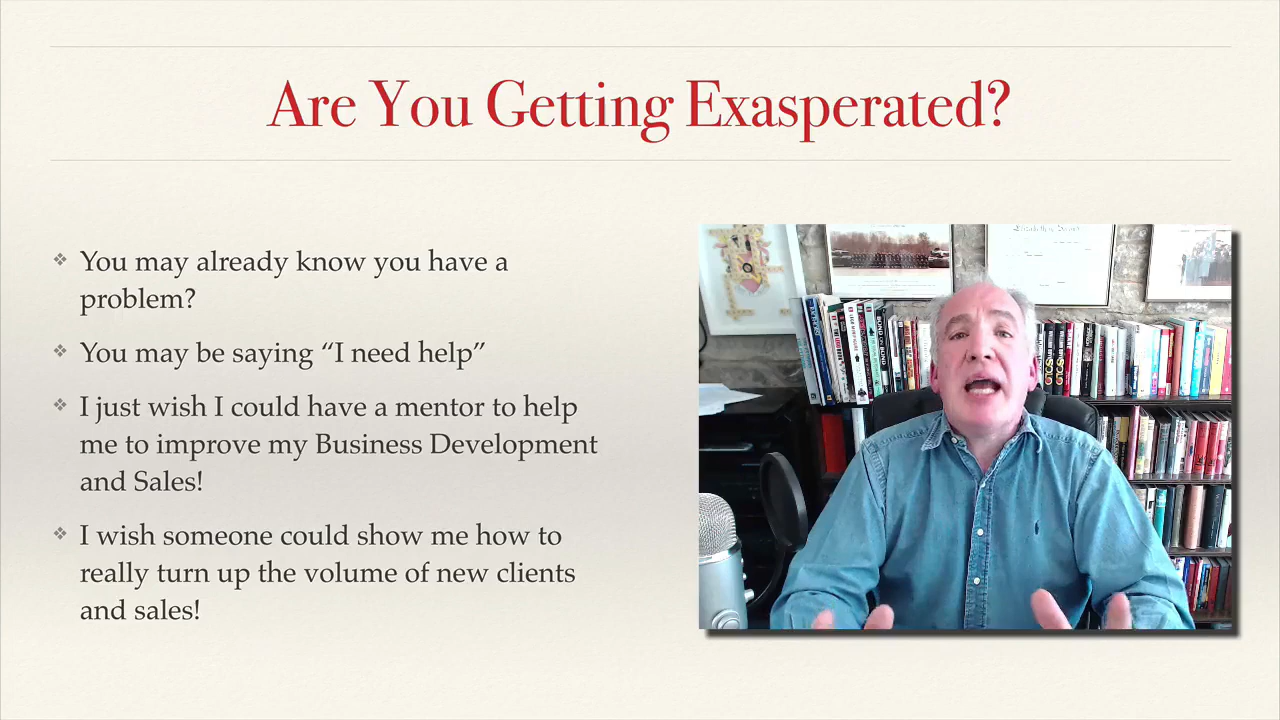 Are You Getting Exasperated?
❖ You may already know you have a
problem?
❖ You may be saying “I need help”
❖ I just wish I could have a mentor to help
me to improve my Business Development
and Sales!
❖ I wish someone could show me how to
really turn up the volume of new clients
and sales!